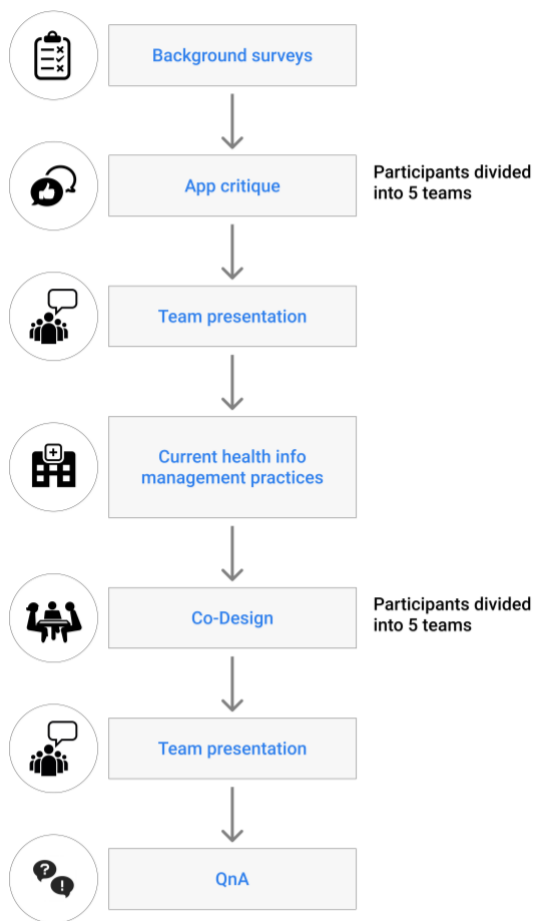 Background surveys
App critique
Participants divided
into 5 teams
Team presentation
Current health info
management practices
Co-Design
Participants divided
into 5 teams
Team presentation
QnA